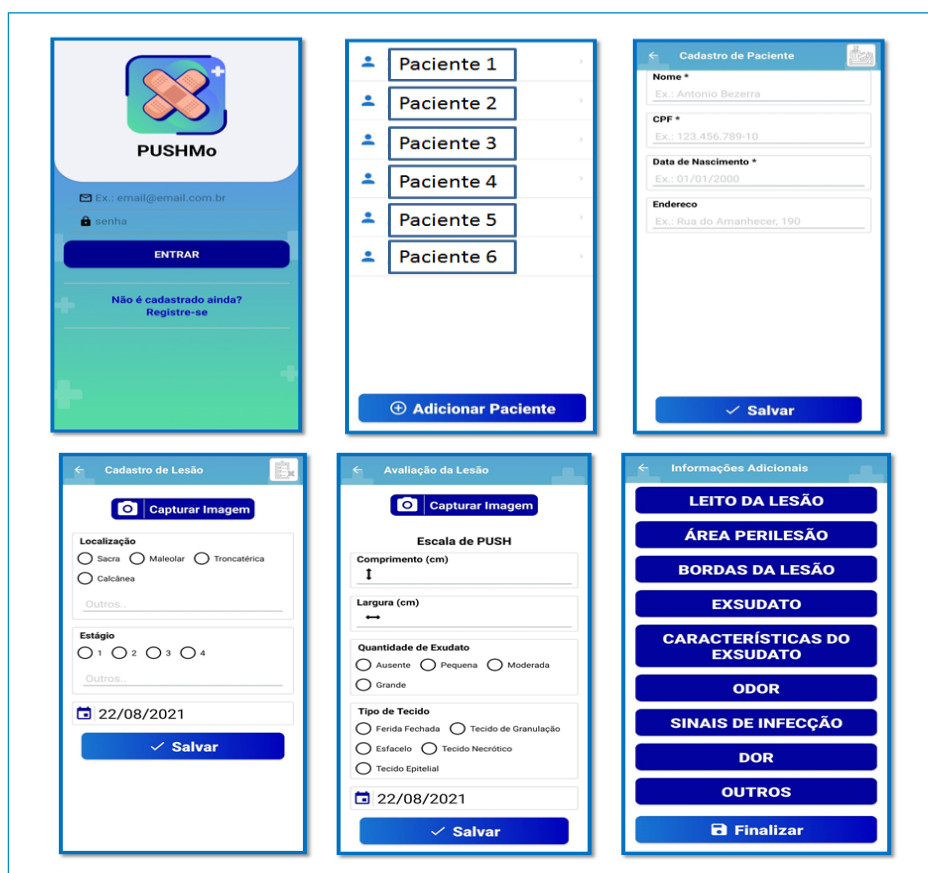 PUSHMo
Ex.: email@email.com.br
senha
ENTRAR
Não é cadastrado ainda?
Registre-se
Paciente 1
Paciente 2
Paciente 3
Paciente 4
Paciente 5
Paciente 6
Adicionar Paciente
Cadastro de Paciente
Nome *
Ex.: Antonio Bezerra
CPF *
Ex.: 123.456.789-10
Data de Nascimento *
Ex.: 01/01/2000
Endereco
Ex.: Rua do Amanhecer, 190
Salvar
Cadastro de Lesão
Capturar Imagem
Localização
Sacra Maleolar Troncatérica
Calcânea
Outros..
Estágio
1 2 3 4
Outros..
22/08/2021
Salvar
Avaliação da Lesão
Capturar Imagem
Escala de PUSH
Comprimento (cm)
Largura (cm)
Quantidade de Exudato
Ausente Pequena Moderada
Grande
Tipo de Tecido
Ferida Fechada Tecido de Granulação
Esfacelo Tecido Necrótico
Tecido Epitelial
22/08/2021
Salvar
Informações Adicionais
LEITO DA LESÃO
ÁREA PERILESÃO
BORDAS DA LESÃO
EXSUDATO
CARACTERÍSTICAS DO
EXSUDATO
ODOR
SINAIS DE INFECÇÃO
DOR
OUTROS
Finalizar